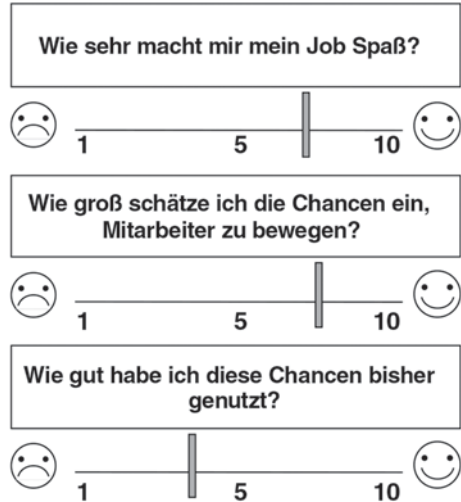 Wie sehr macht mir mein Job Spaß?
1 5 10
Wie groß schätze ich die Chancen ein,
Mitarbeiter zu bewegen?
1 5 10
Wie gut habe ich diese Chancen bisher
genutzt?
1 5 10